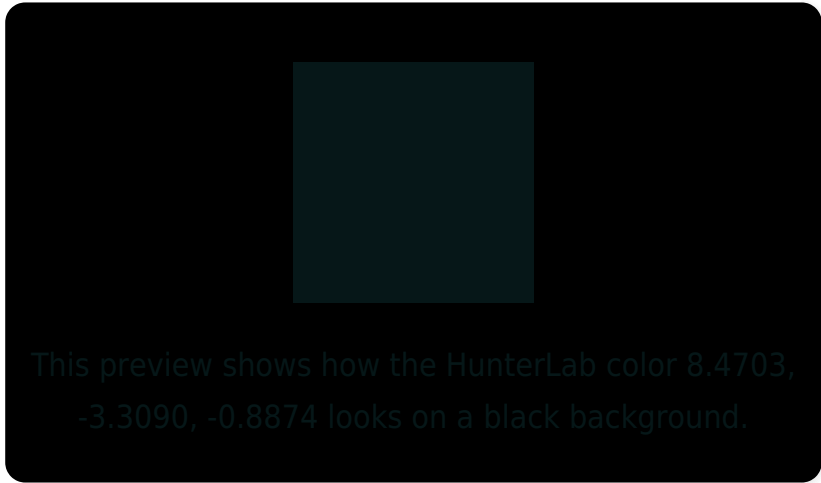 This preview shows how the HunterLab color 8.4703,
-3.3090, -0.8874 looks on a black background.